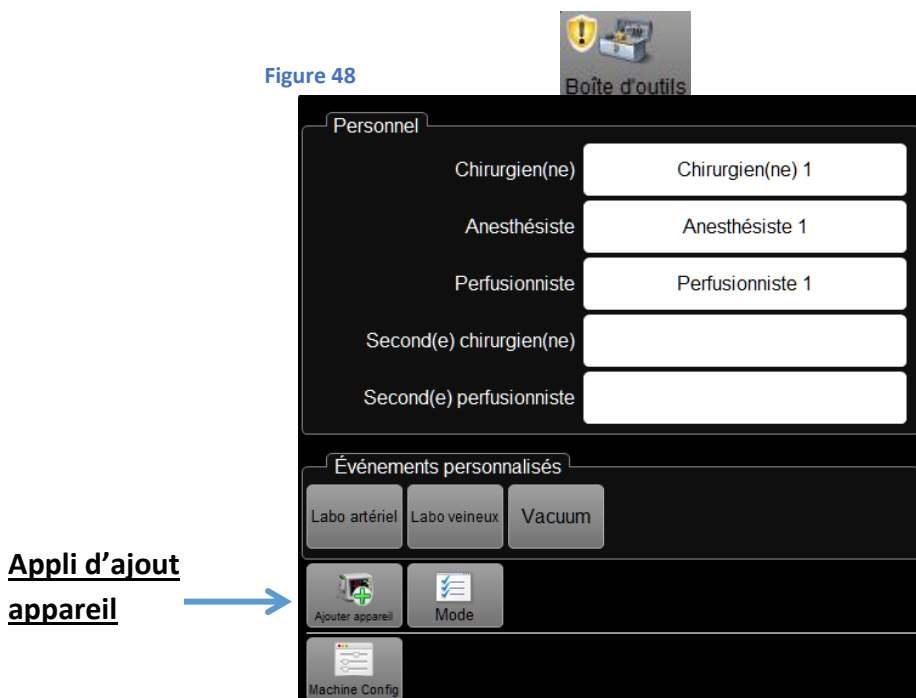 Figure 48
Boîte d'outils
Personnel
Chirurgien(ne) Chirurgien(ne) 1
Anesthésiste Anesthésiste 1
Perfusionniste Perfusionniste 1
Second(e) chirurgien(ne)
Second(e) perfusionniste
Événements personnalisés
Labo artériel Labo veineux Vacuum
Appli d'ajout
appareil
Ajouter appareil Mode
Machine Config